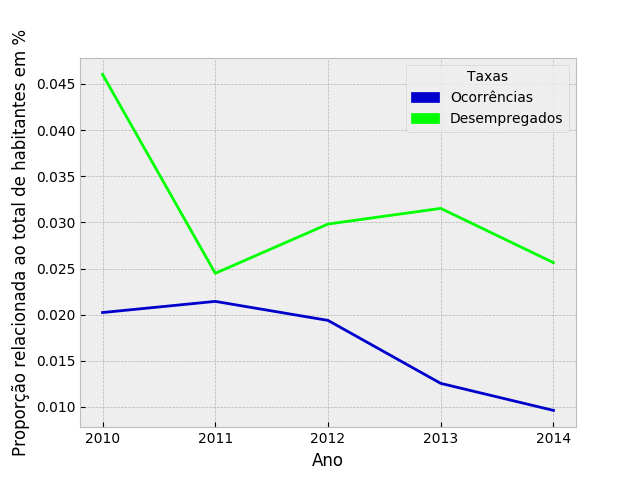 Proporção relacionada ao total de habitantes em %
0.045
0.040
0.035
0.030
0.025
0.020
0.015
0.010
Taxas
Ocorrências
Desempregados
2010 2011 2012 2013 2014
Ano